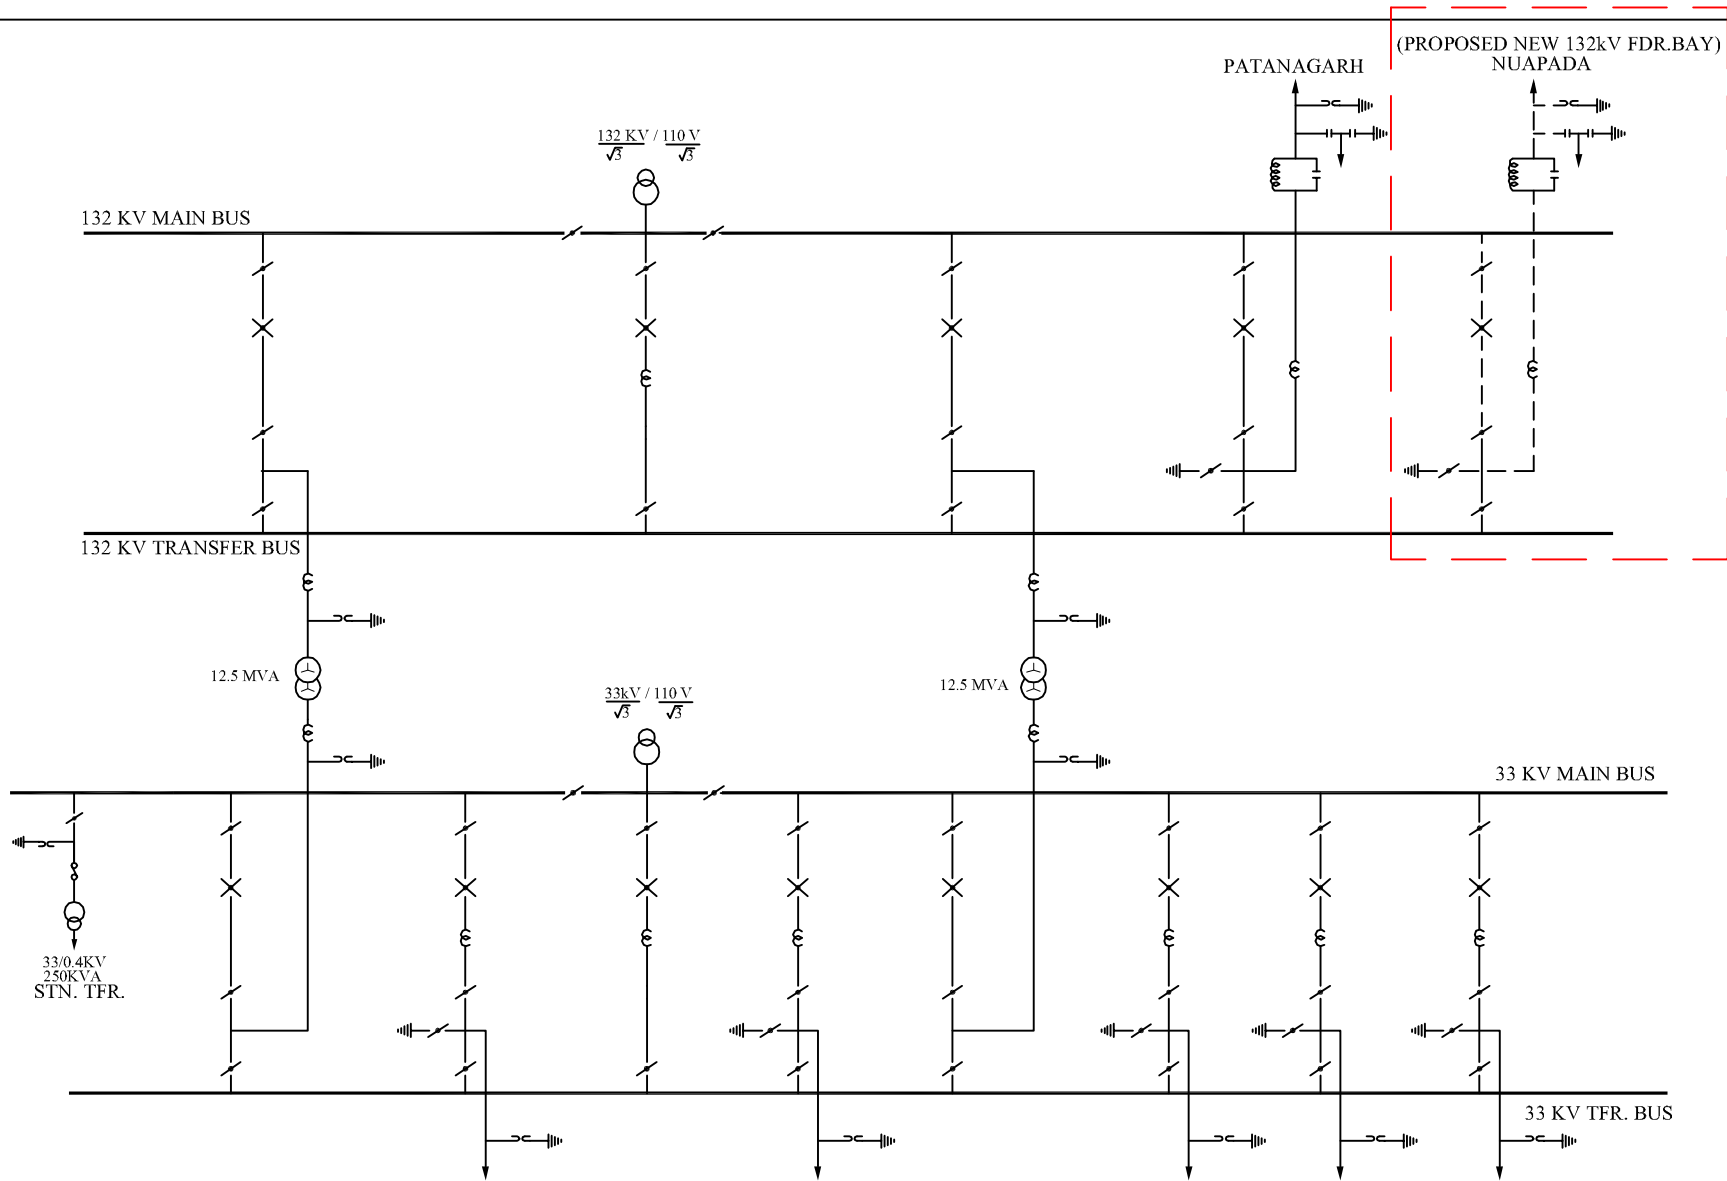 (PROPOSED NEW 132kV FDR.BAY)
NUAPADA
PATANAGARH
132 KV / 110 V
√3 √3
132 KV MAIN BUS
132 KV TRANSFER BUS
12.5 MVA
12.5 MVA
33kV / 110 V
√3 √3
33 KV MAIN BUS
33/0.4KV
250KVA
STN. TFR.
33 KV TFR. BUS